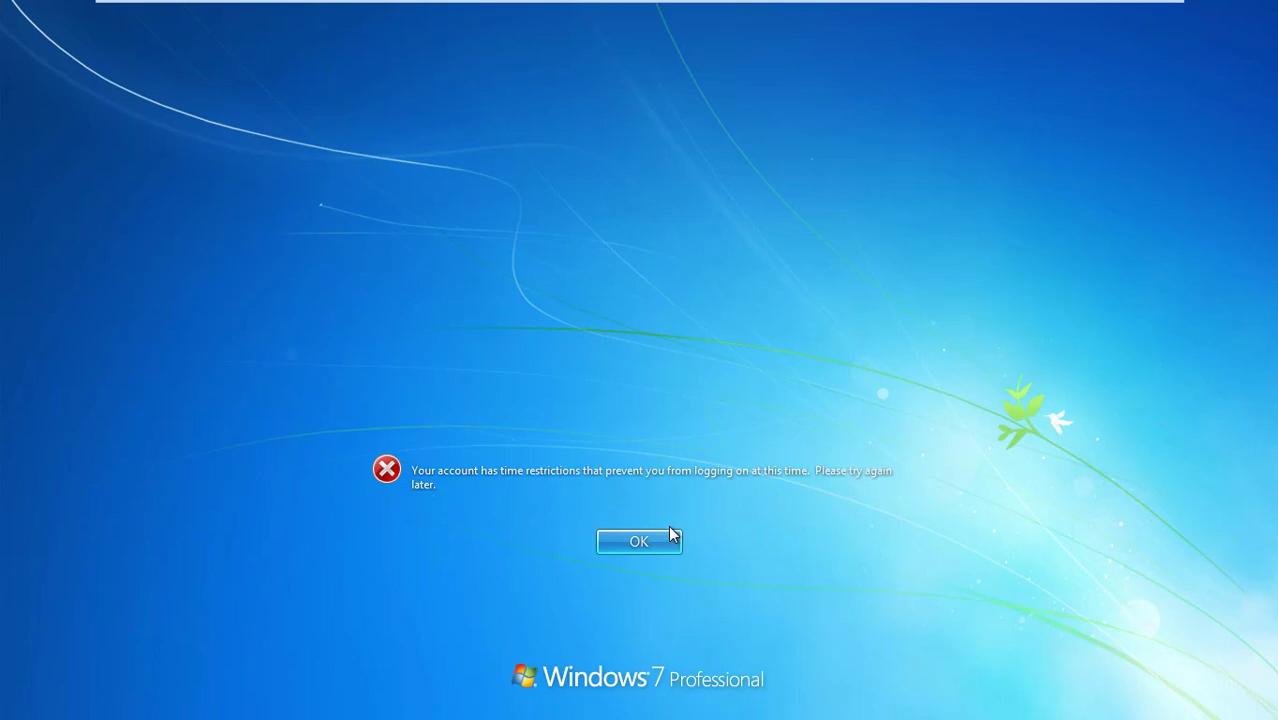 Your account has time restrictions that prevent you from logging on at this time.  Please try again
later.
OK
Windows 7 Professional